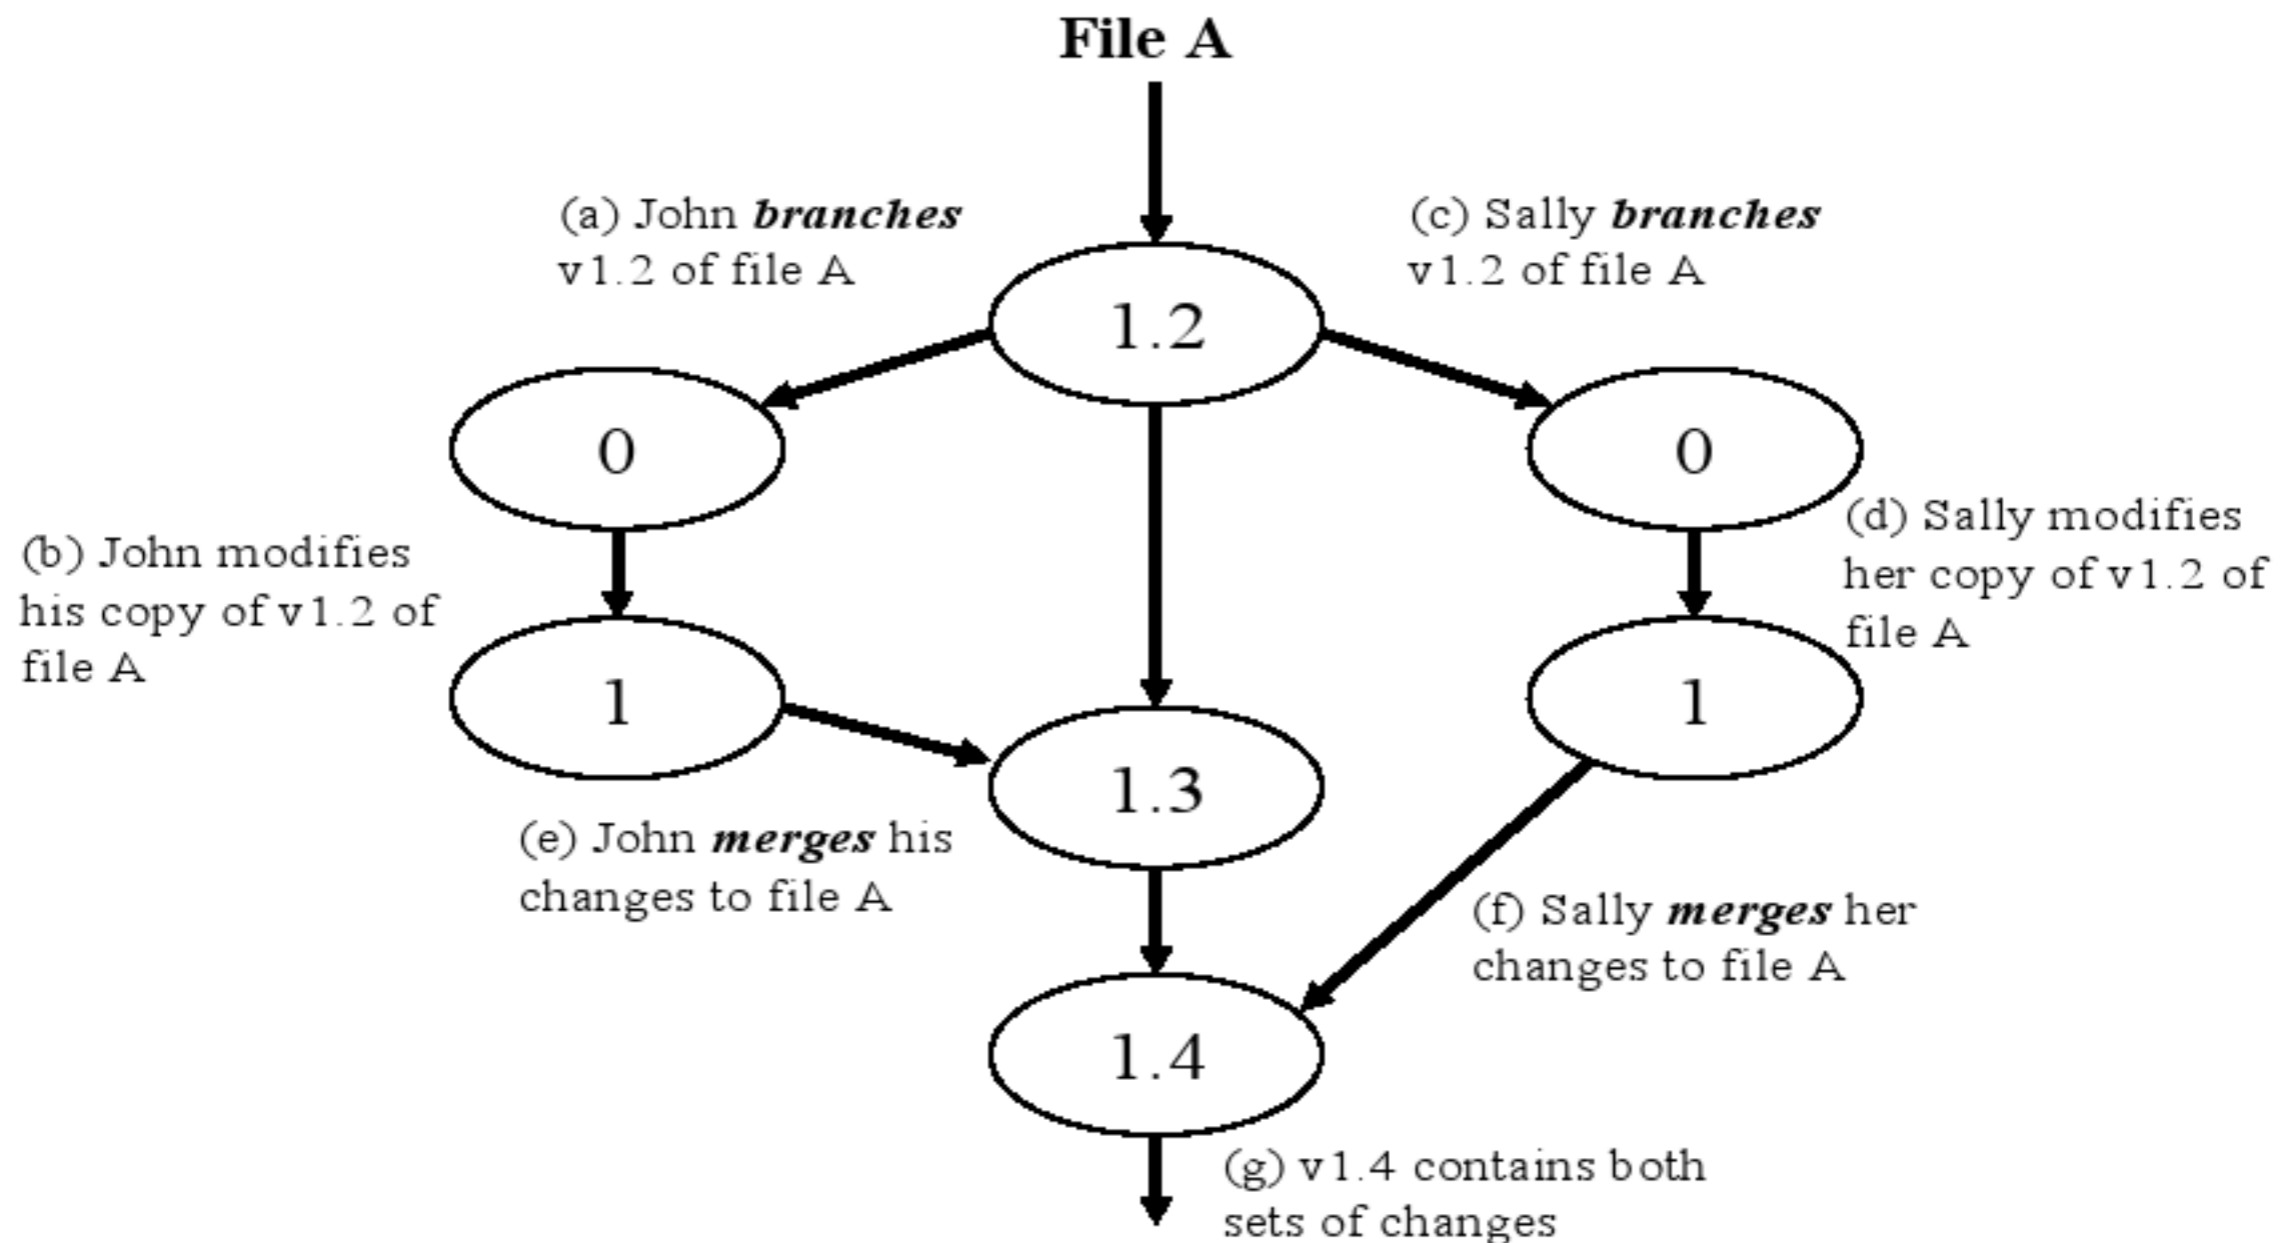 File A
(a) John branches
v1.2 of file A
(c) Sally branches
v1.2 of file A
1.2
0
0
(b) John modifies
his copy of v1.2 of
file A
(d) Sally modifies
her copy of v1.2 of
file A
1
1
1.3
(e) John merges his
changes to file A
(f) Sally merges her
changes to file A
1.4
(g) v1.4 contains both
sets of changes